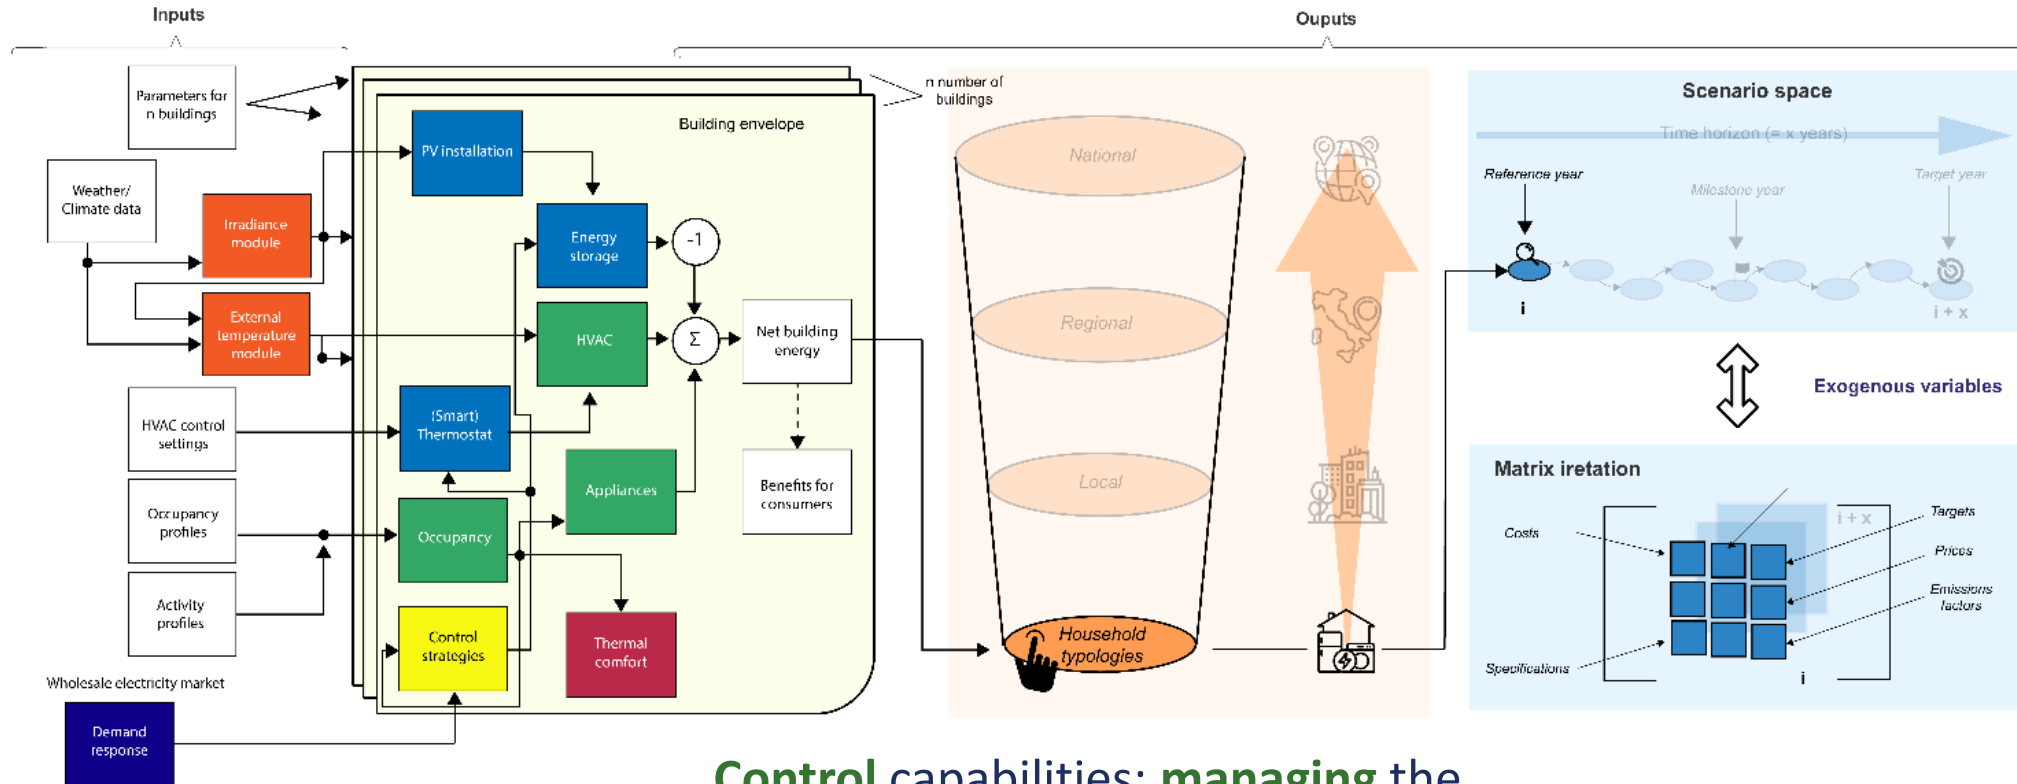 Inputs
Ouputs
Parameters for
n buildings
n number of
buildings
Building envelope
PV installation
Weather/
Climate data
Irradiance
module
Energy
storage
-1
External
temperature
module
HVAC
Σ
Net building
energy
HVAC control
settings
(Smart)
Thermostat
Appliances
Benefits for
consumers
Occupancy
profiles
Occupancy
Activity
profiles
Control
strategies
Thermal
comfort
Wholesale electricity market
Demand
response
National
Regional
Local
Household
typologies
Scenario space
Time horizon (= x years)
Reference year
Milestone year
Target year
i
i + x
Exogenous variables
Matrix iretation
i + x
Costs
Targets
Prices
Emissions
factors
Specifications
i
Control capabilities: managing the